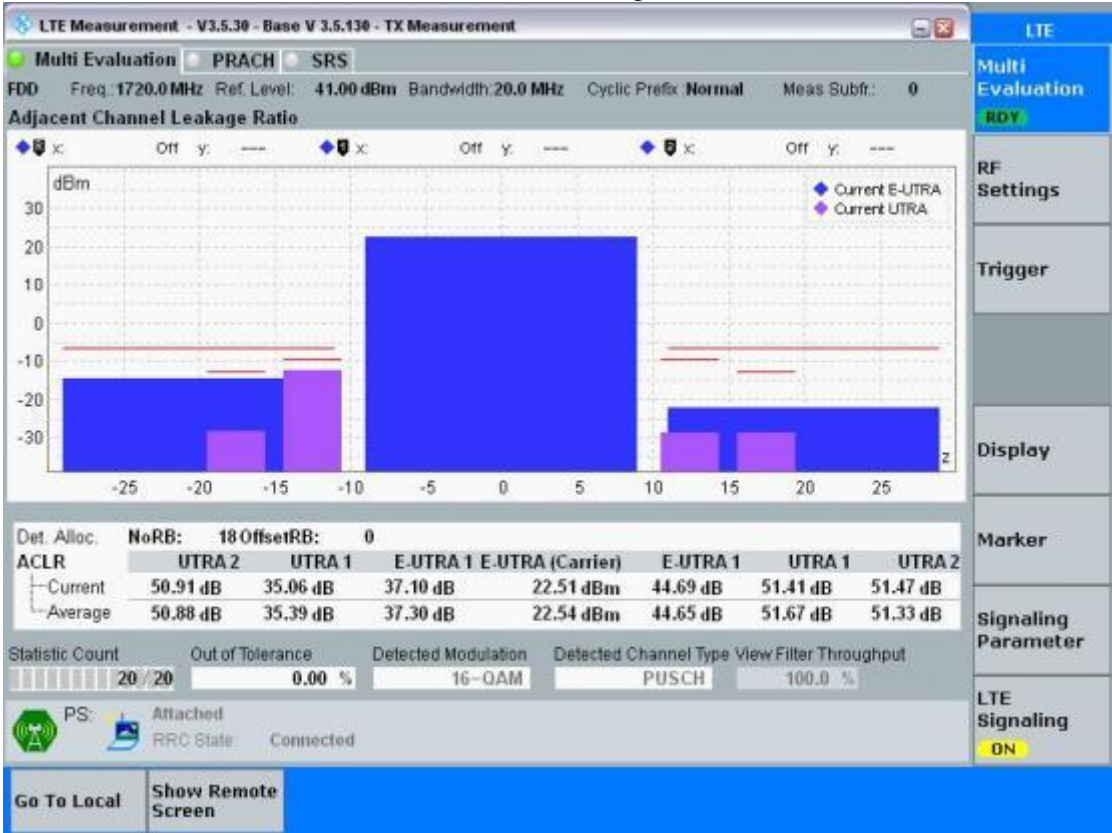 LTE Measurement - V3.5.30 - Base V 3.5.130 - TX Measurement
LTE
Multi Evaluation PRACH SRS
Multi
Evaluation
RDY
FDD Freq.: 1720.0 MHz Ref. Level: 41.00 dBm Bandwidth: 20.0 MHz Cyclic Prefix: Normal Meas Subfr.: 0
Adjacent Channel Leakage Ratio
x: Off y: --- x: Off y: --- x: Off y: ---
dBm
Current E-UTRA
Current UTRA
30
20
10
0
-10
-20
-30
z
-25 -20 -15 -10 -5 0 5 10 15 20 25
RF
Settings
Trigger
Display
Marker
Signaling
Parameter
LTE
Signaling
ON
Det. Alloc. NoRB: 18 OffsetRB: 0
ACLR UTRA 2 UTRA 1 E-UTRA 1 E-UTRA (Carrier) E-UTRA 1 UTRA 1 UTRA 2
Current 50.91 dB 35.06 dB 37.10 dB 22.51 dBm 44.69 dB 51.41 dB 51.47 dB
Average 50.88 dB 35.39 dB 37.30 dB 22.54 dBm 44.65 dB 51.67 dB 51.33 dB
Statistic Count Out of Tolerance Detected Modulation Detected Channel Type View Filter Throughput
20 / 20 0.00 % 16-QAM PUSCH 100.0 %
PS: Attached
RRC State: Connected
Go To Local
Show Remote
Screen